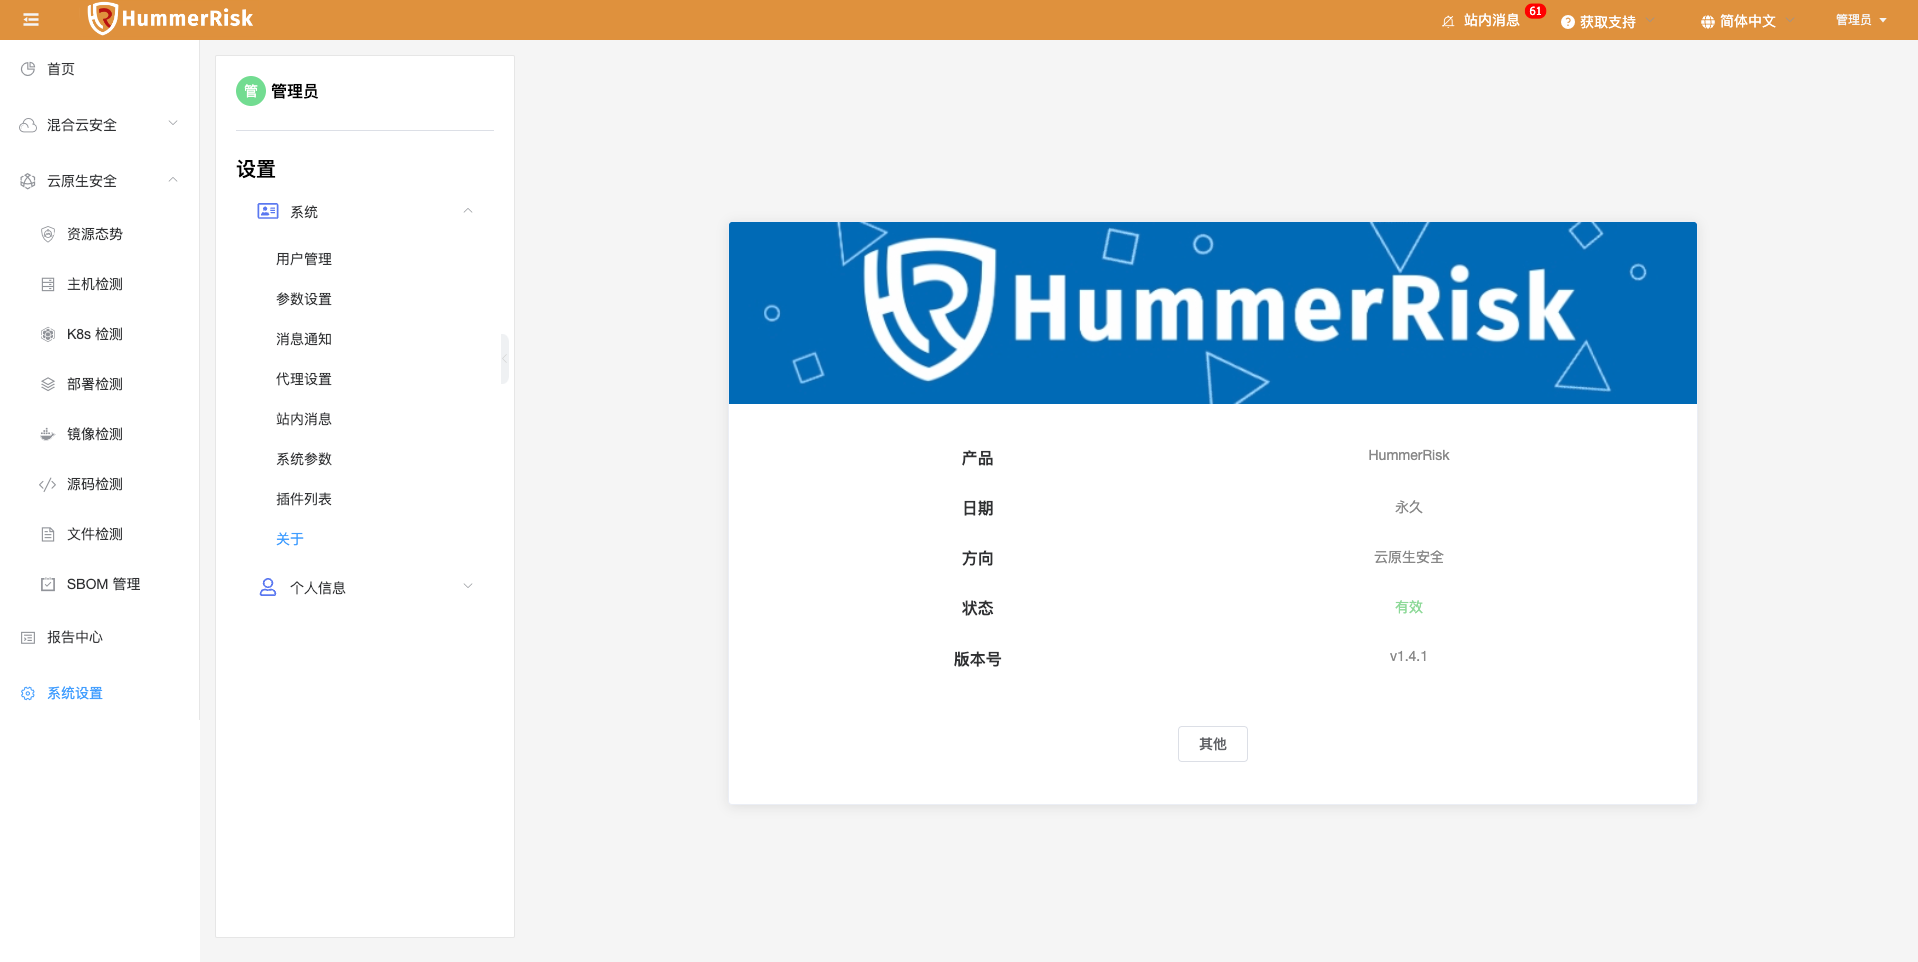 HummerRisk
站内消息 61
获取支持
简体中文
管理员
首页
混合云安全
云原生安全
资源态势
主机检测
K8s 检测
部署检测
镜像检测
源码检测
文件检测
SBOM 管理
报告中心
系统设置
管 管理员
设置
系统
用户管理
参数设置
消息通知
代理设置
站内消息
系统参数
插件列表
关于
个人信息
HummerRisk
产品 HummerRisk
日期 永久
方向 云原生安全
状态 有效
版本号 v1.4.1
其他